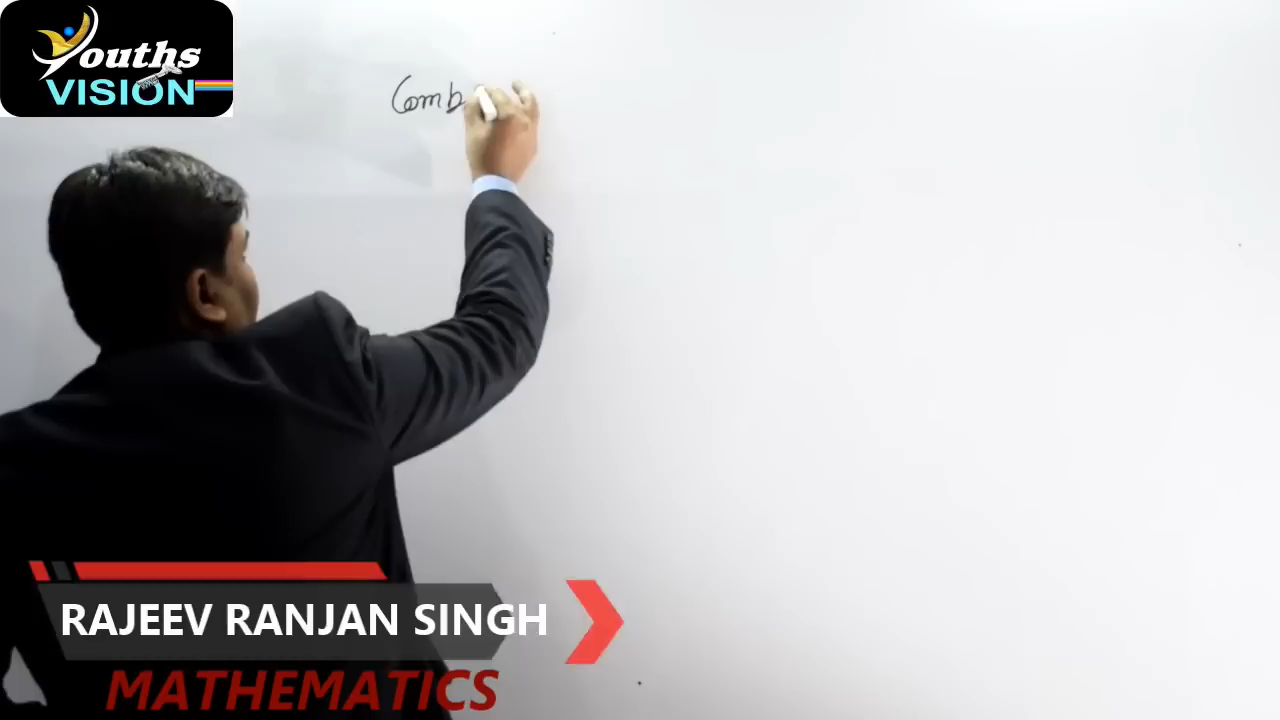 Youths
VISION
Comb
RAJEEV RANJAN SINGH
MATHEMATICS